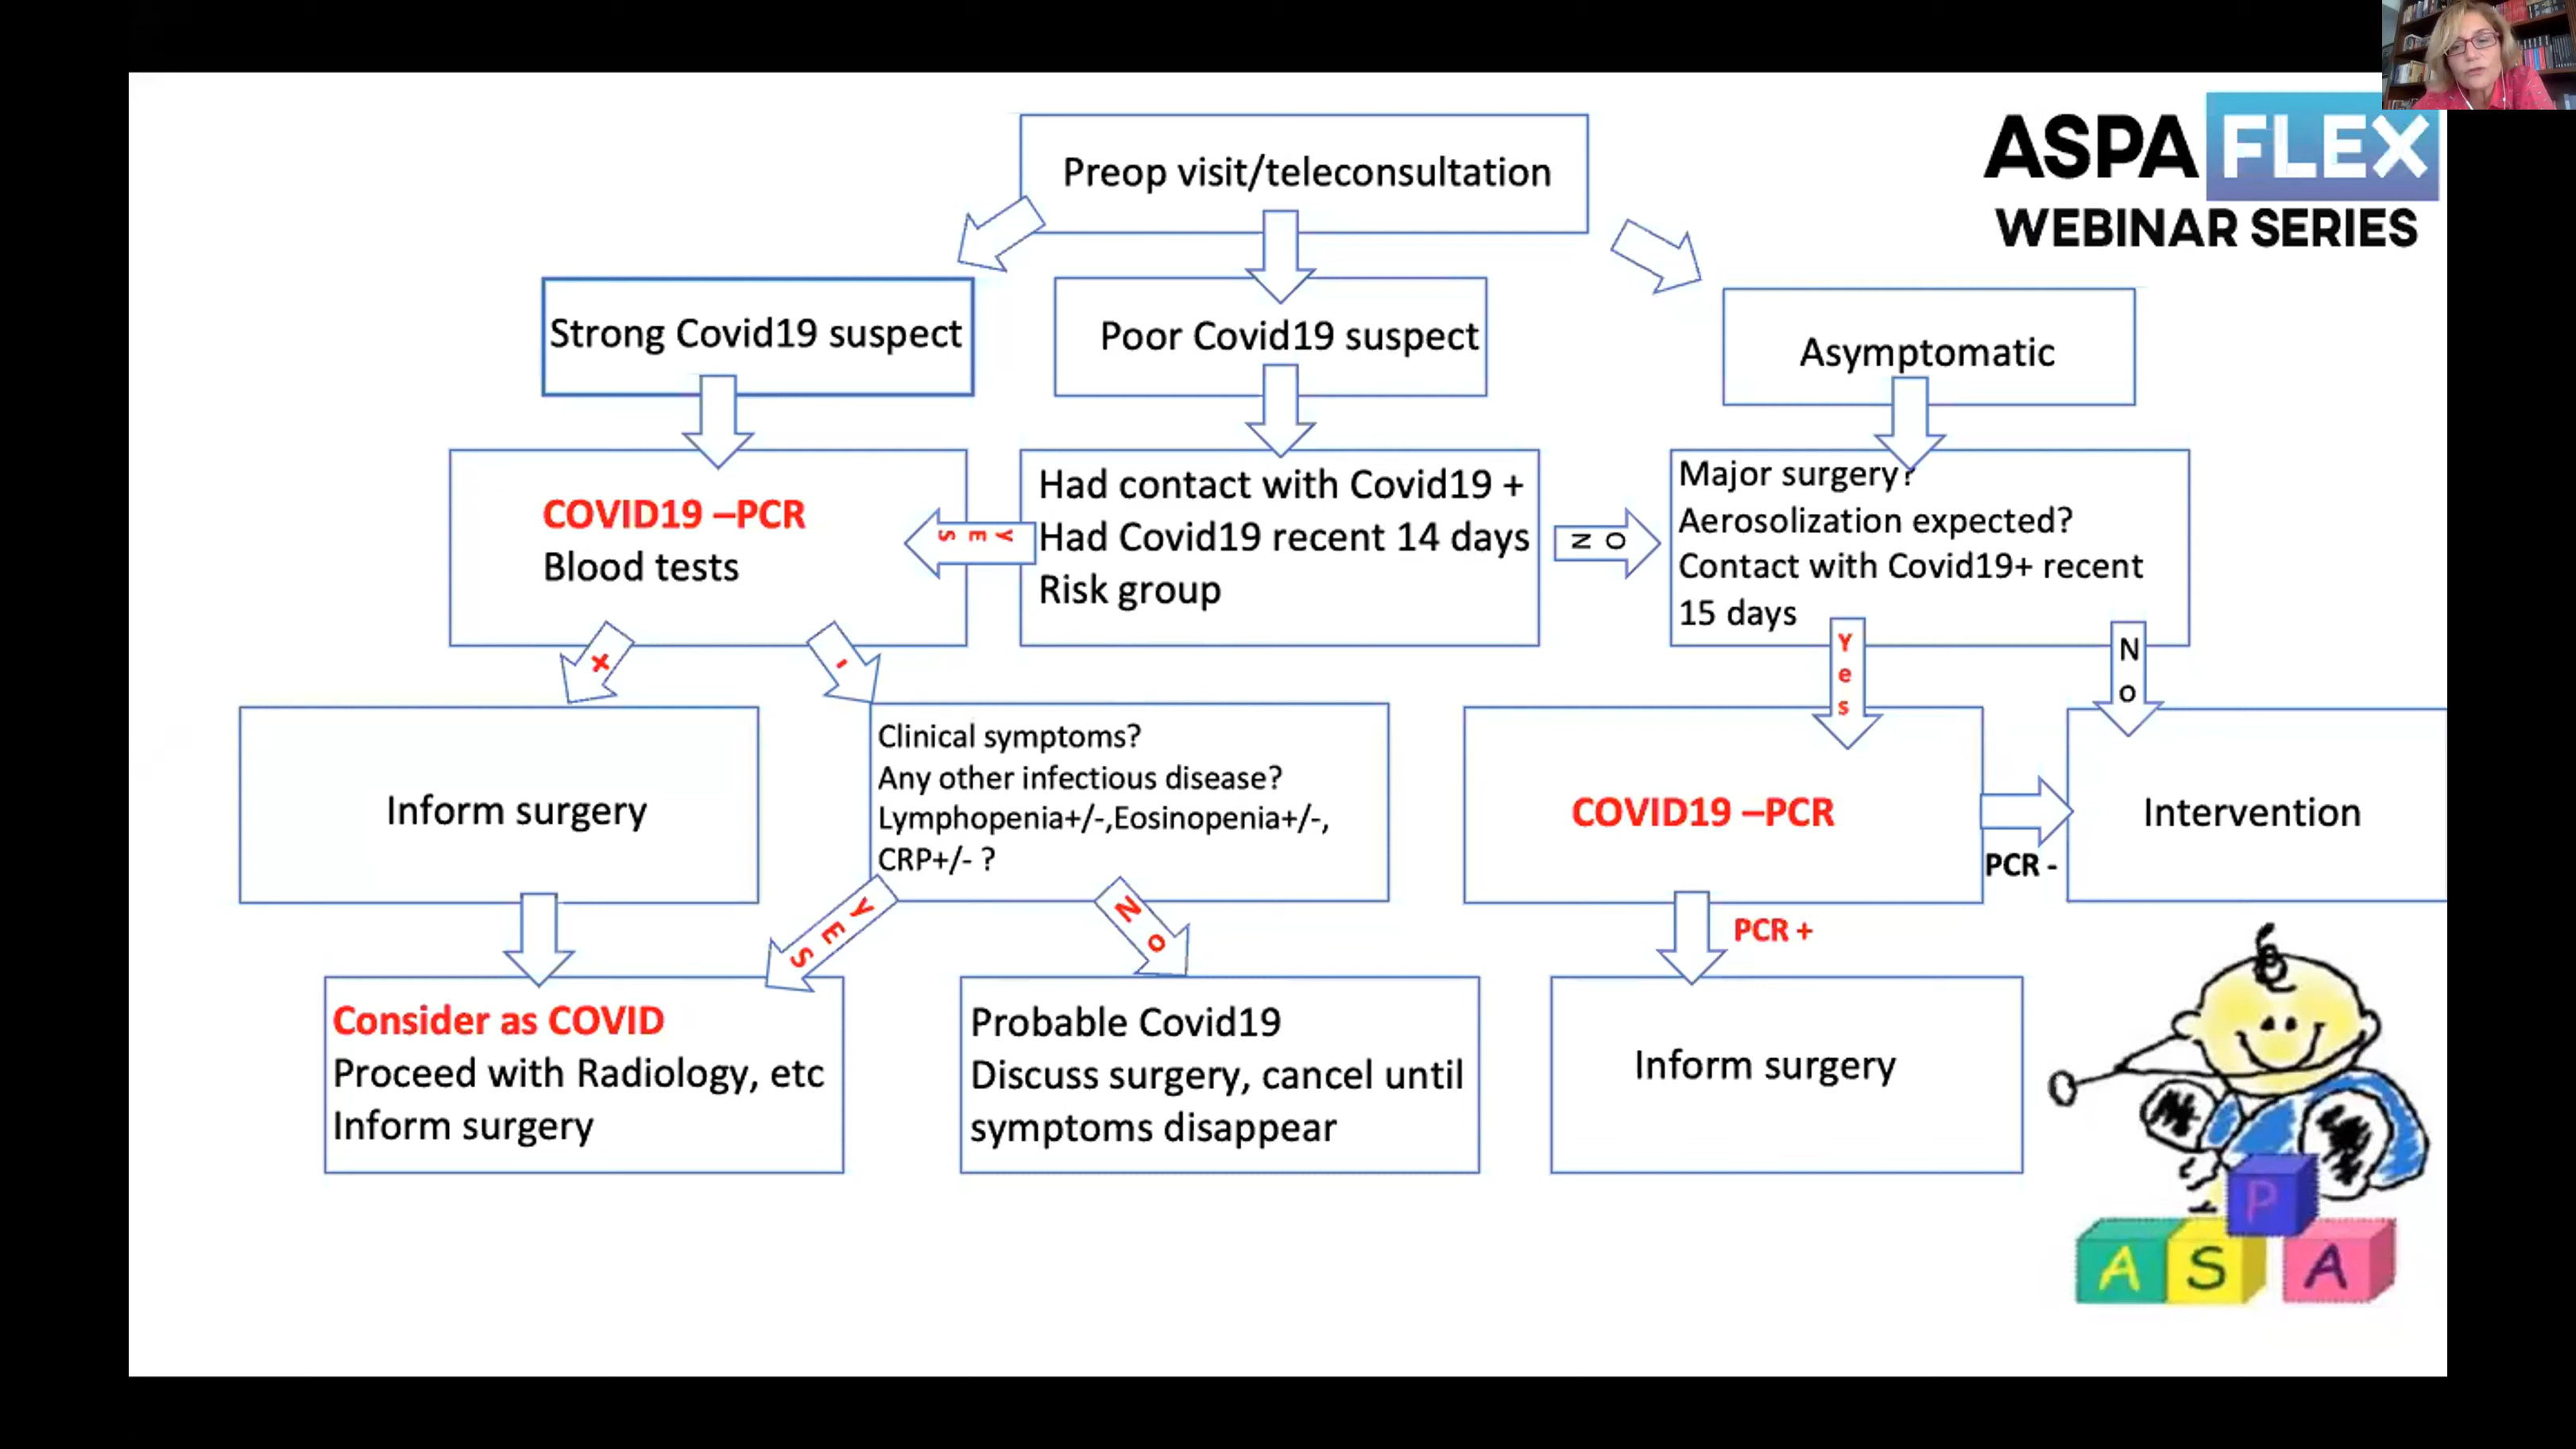 ASPA FLEX
WEBINAR SERIES
Preop visit/teleconsultation
Strong Covid19 suspect
Poor Covid19 suspect
Asymptomatic
COVID19 –PCR
Blood tests
YES
Had contact with Covid19 +
Had Covid19 recent 14 days
Risk group
NO
Major surgery?
Aerosolization expected?
Contact with Covid19+ recent
15 days
+
-
Yes
No
Inform surgery
Clinical symptoms?
Any other infectious disease?
Lymphopenia+/-,Eosinopenia+/-,
CRP+/- ?
COVID19 –PCR
PCR -
Intervention
YES
No
PCR +
Consider as COVID
Proceed with Radiology, etc
Inform surgery
Probable Covid19
Discuss surgery, cancel until
symptoms disappear
Inform surgery
P
A S A